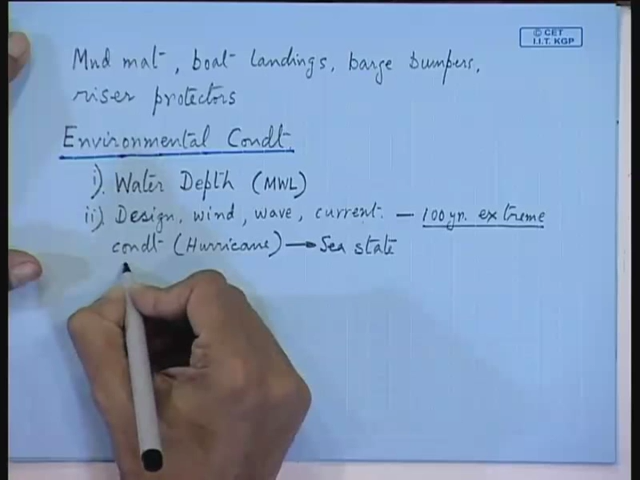 © CET
I.I.T. KGP
Mud mat, boat landings, barge bumpers,
riser protectors
Environmental Condt.
i). Water Depth (MWL)
ii). Design, wind, wave, current. — 100 yr. extreme
condt (Hurricane) → Sea state